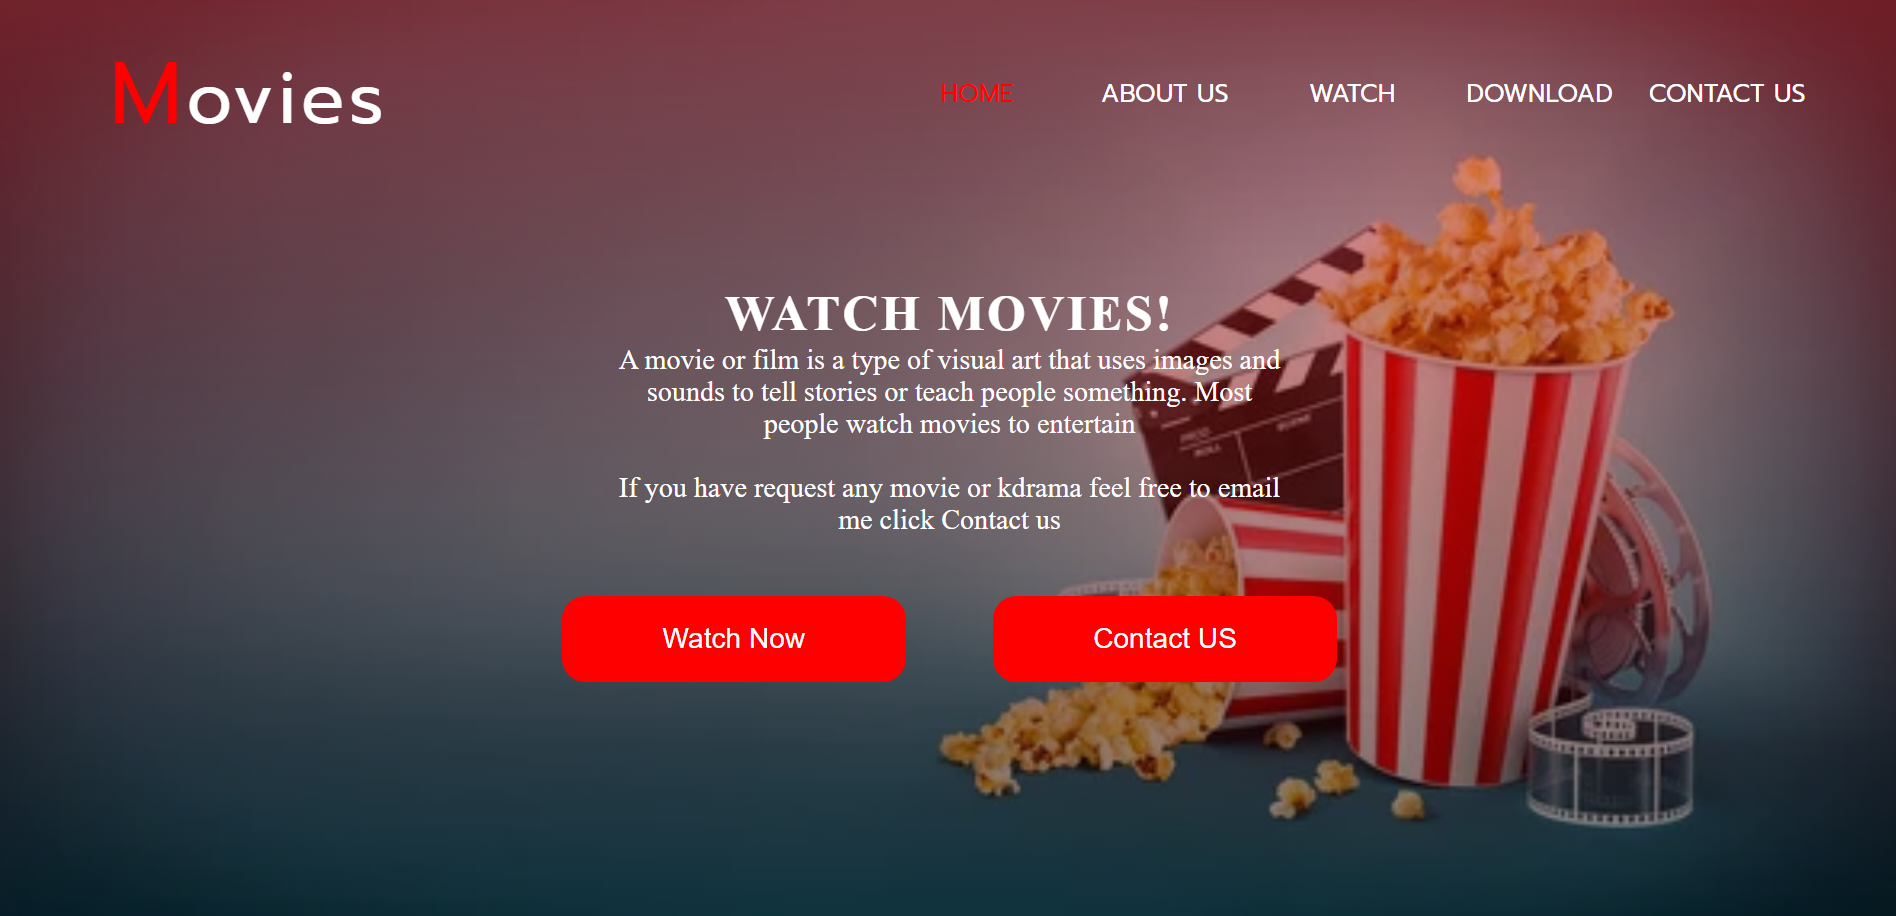 Movies
HOME ABOUT US WATCH DOWNLOAD CONTACT US
WATCH MOVIES!
A movie or film is a type of visual art that uses images and
sounds to tell stories or teach people something. Most
people watch movies to entertain
If you have request any movie or kdrama feel free to email
me click Contact us
Watch Now Contact US